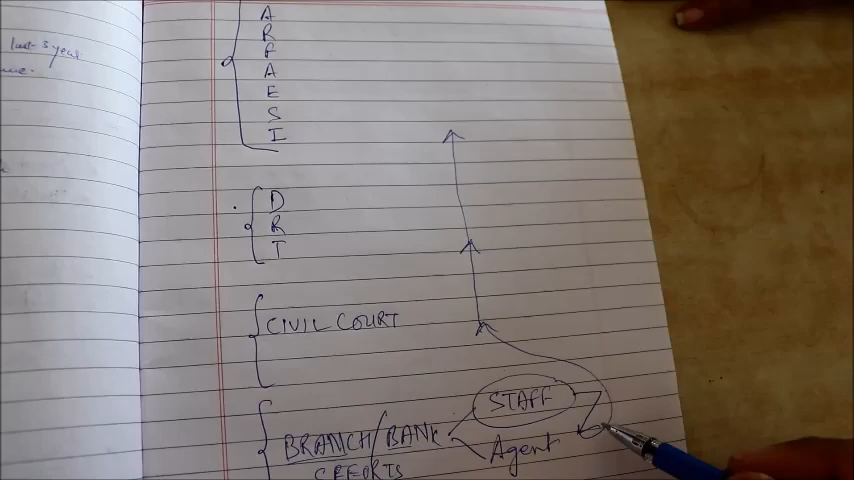 last 3 year
A
R
F
A
E
S
I
D
R
T
CIVIL COURT
STAFF
BRANCH/BANK
Agent
EFFORTS